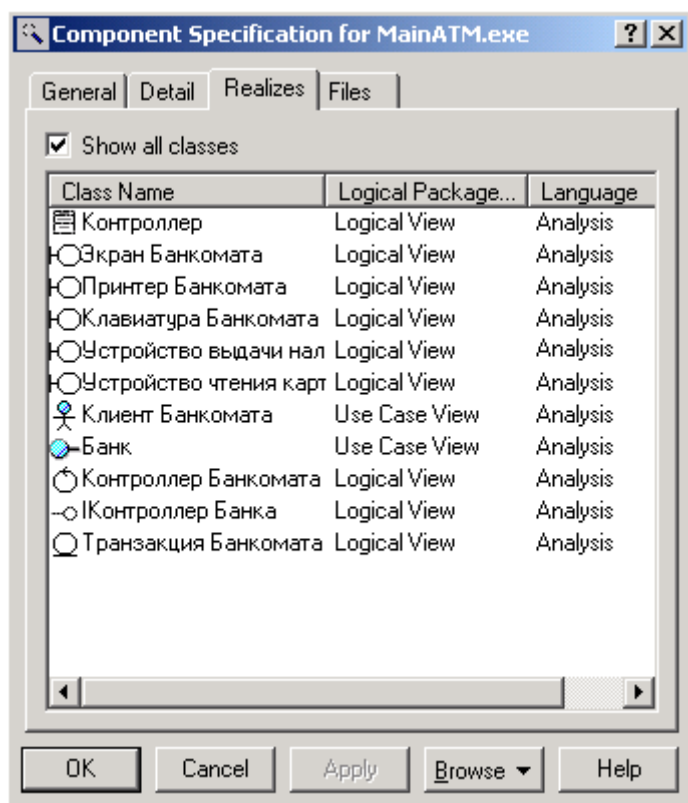 Component Specification for MainATM.exe
General Detail Realizes Files
Show all classes
Class Name Logical Package... Language
Контроллер Logical View Analysis
Экран Банкомата Logical View Analysis
Принтер Банкомата Logical View Analysis
Клавиатура Банкомата Logical View Analysis
Устройство выдачи нал Logical View Analysis
Устройство чтения карт Logical View Analysis
Клиент Банкомата Use Case View Analysis
Банк Use Case View Analysis
Контроллер Банкомата Logical View Analysis
IКонтроллер Банка Logical View Analysis
Транзакция Банкомата Logical View Analysis
OK Cancel Apply Browse Help